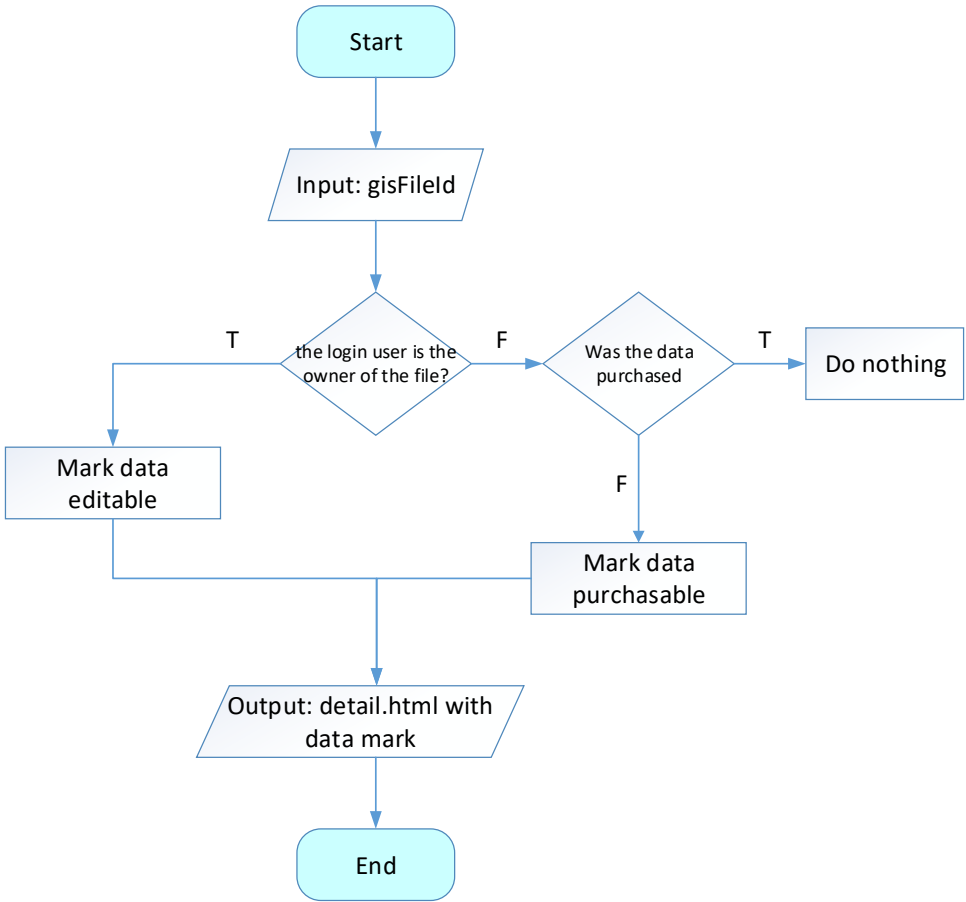 Start
Input: gisFileId
T
the login user is the
owner of the file?
F
Was the data
purchased
T
Do nothing
Mark data
editable
F
Mark data
purchasable
Output: detail.html with
data mark
End